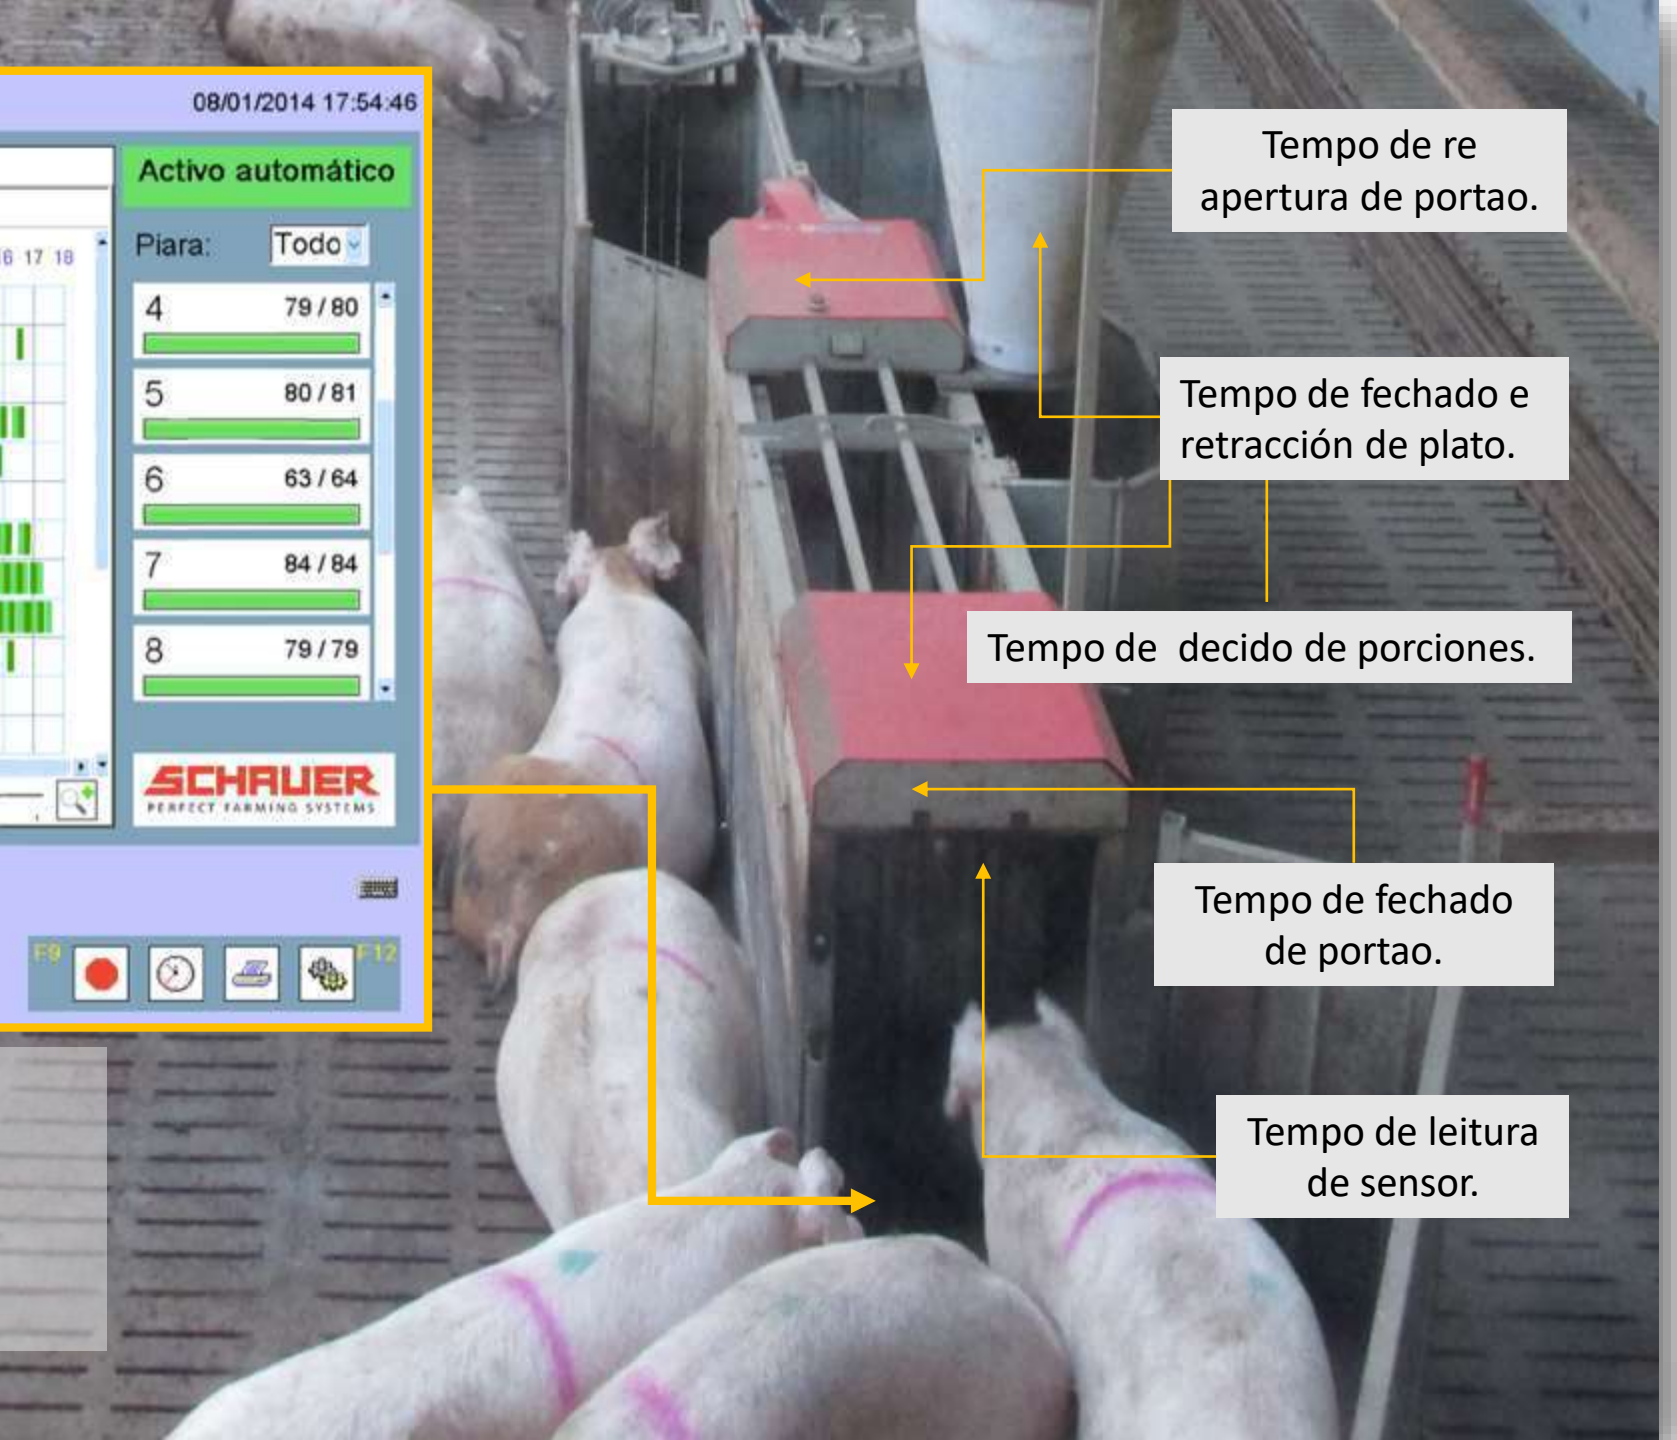 08/01/2014 17:54:46
Activo automático
Piara: Todo
6 17 18
4 79 / 80
5 80 / 81
6 63 / 64
7 84 / 84
8 79 / 79
SCHAUER
PERFECT FARMING SYSTEMS
F9 F12
Tempo de re
apertura de portao.
Tempo de fechado e
retracción de plato.
Tempo de  decido de porciones.
Tempo de fechado
de portao.
Tempo de leitura
de sensor.